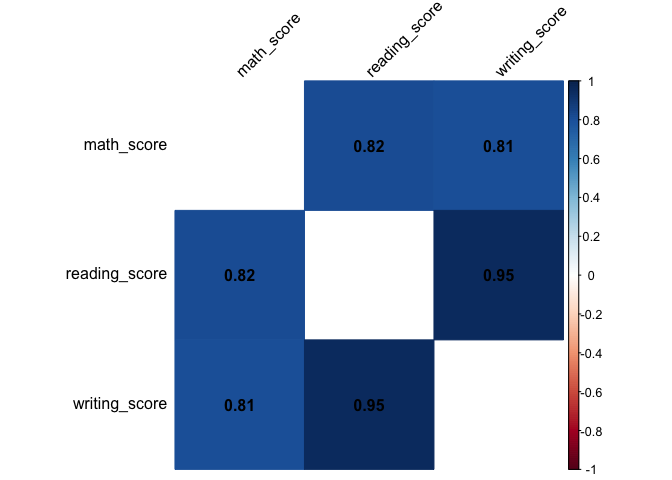 math_score
reading_score
writing_score
math_score
0.82
0.81
reading_score
0.82
0.95
writing_score
0.81
0.95
1
0.8
0.6
0.4
0.2
0
-0.2
-0.4
-0.6
-0.8
-1